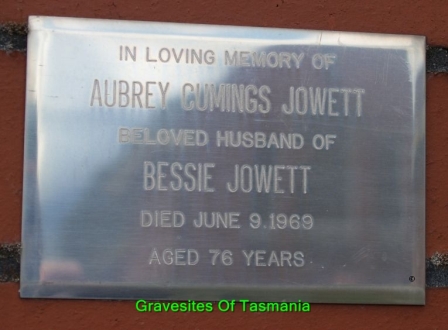 IN LOVING MEMORY OF
AUBREY CUMINGS JOWETT
BELOVED HUSBAND OF
BESSIE JOWETT
DIED JUNE 9.1969
AGED 76 YEARS
Gravesites Of Tasmania